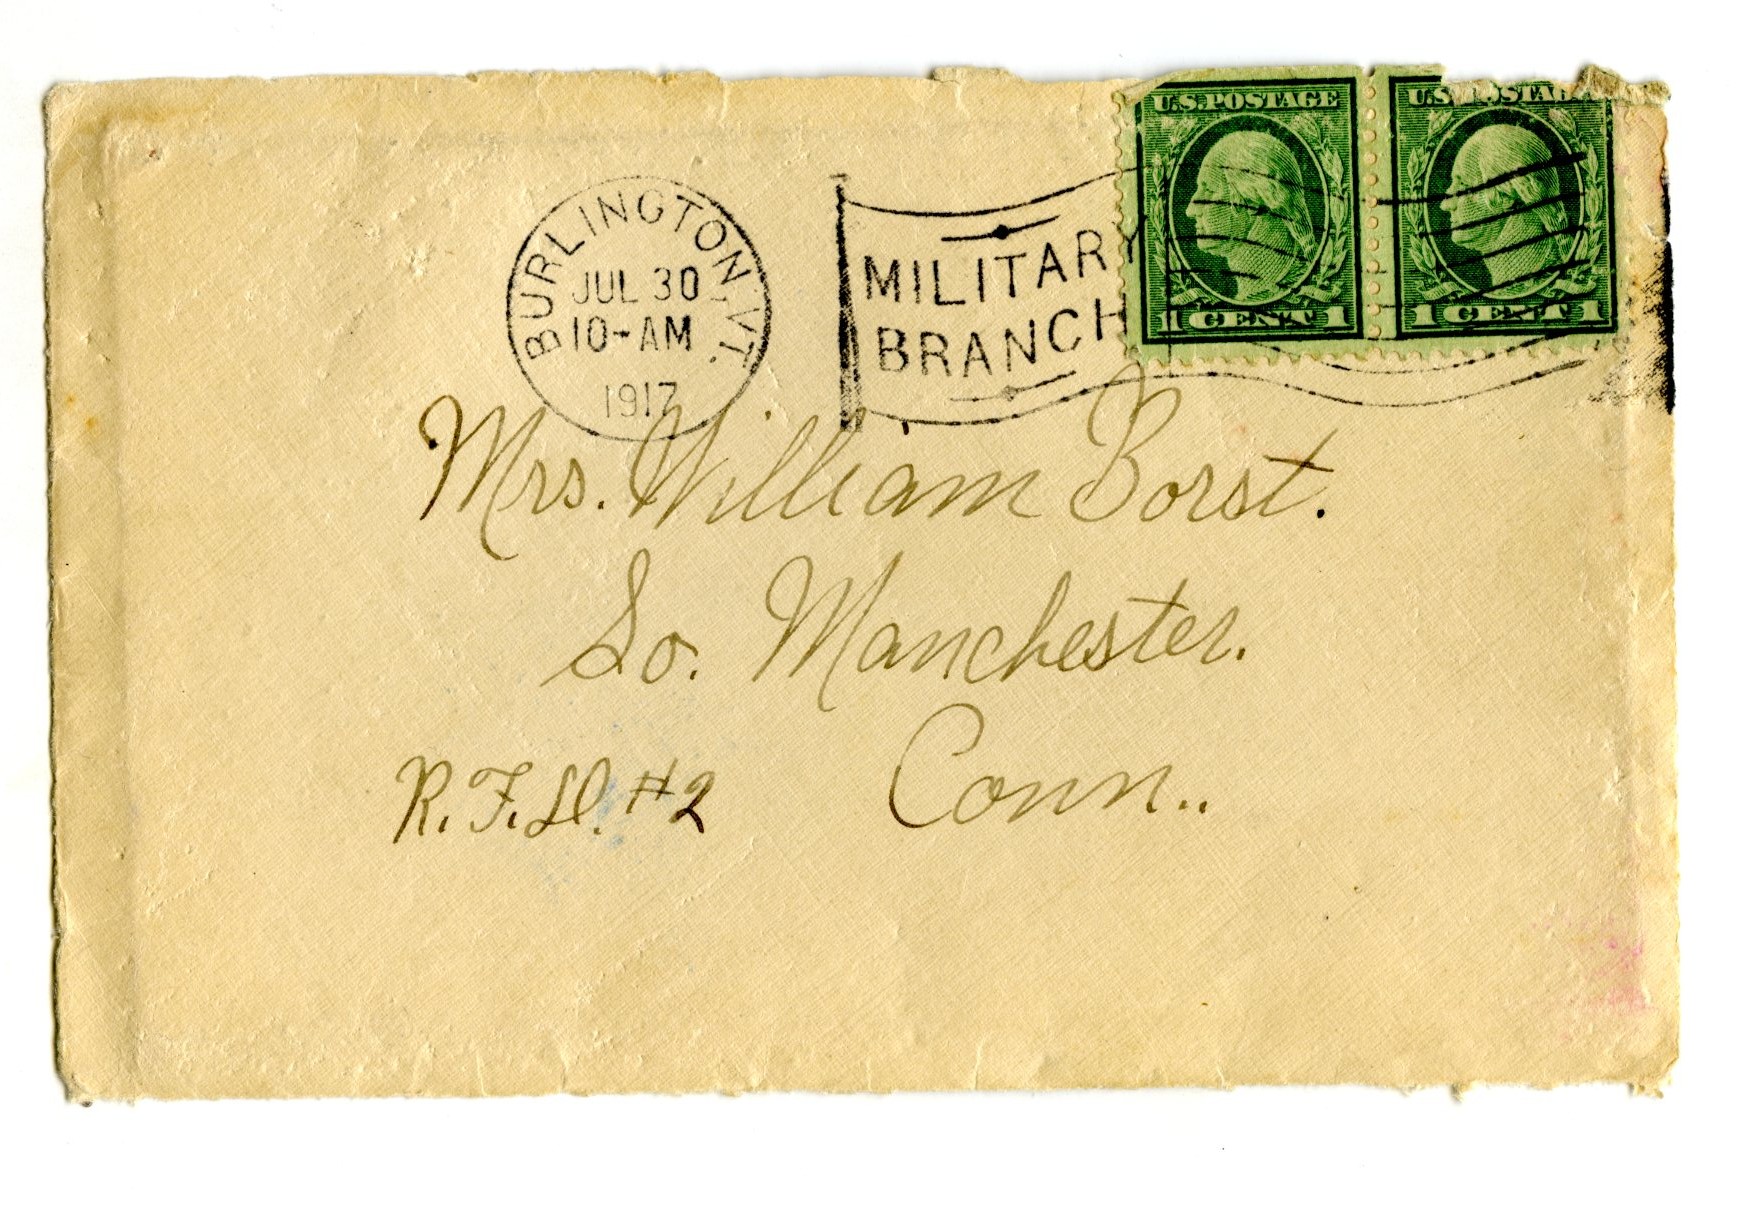 U.S. POSTAGE U.S. POSTAGE
1 CENT 1 1 CENT 1
BURLINGTON, VT.
JUL 30
10-AM
1917
MILITARY
BRANCH
Mrs. William Borst.
So. Manchester.
Conn..
R.F.D. #2